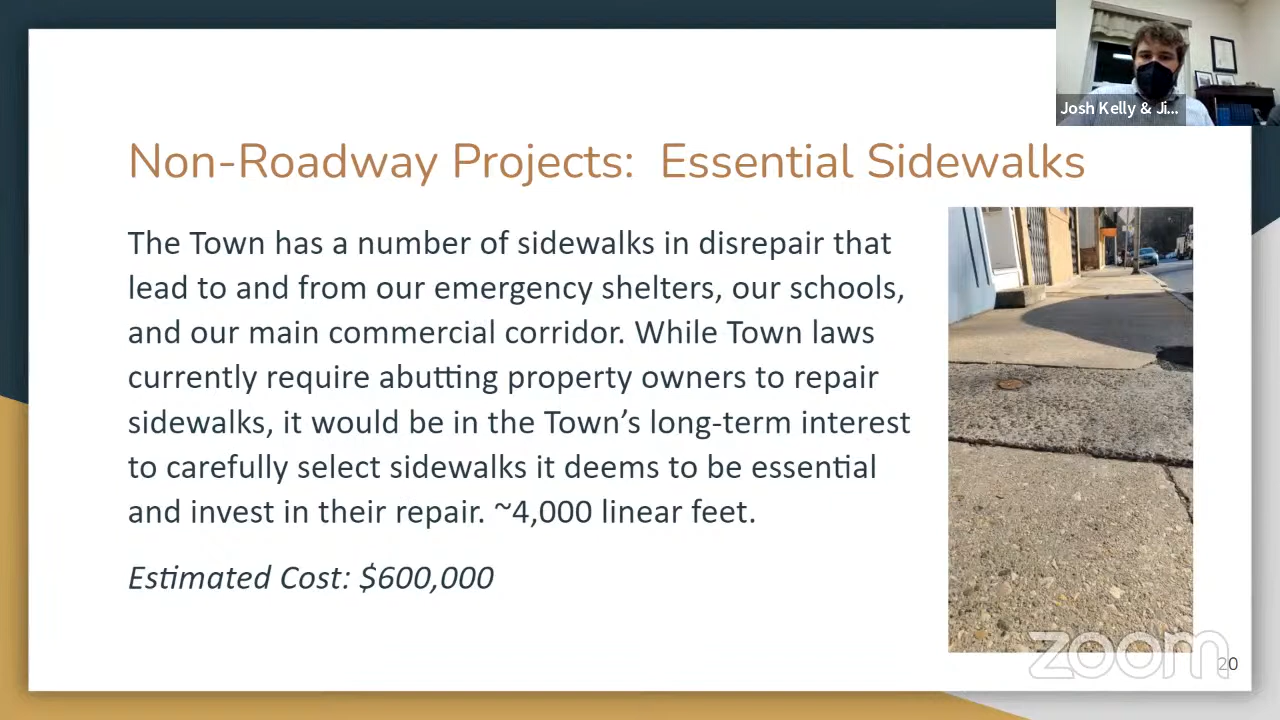 Josh Kelly & Ji...
Non-Roadway Projects: Essential Sidewalks
The Town has a number of sidewalks in disrepair that
lead to and from our emergency shelters, our schools,
and our main commercial corridor. While Town laws
currently require abutting property owners to repair
sidewalks, it would be in the Town’s long-term interest
to carefully select sidewalks it deems to be essential
and invest in their repair. ~4,000 linear feet.
Estimated Cost: $600,000
zoom
20